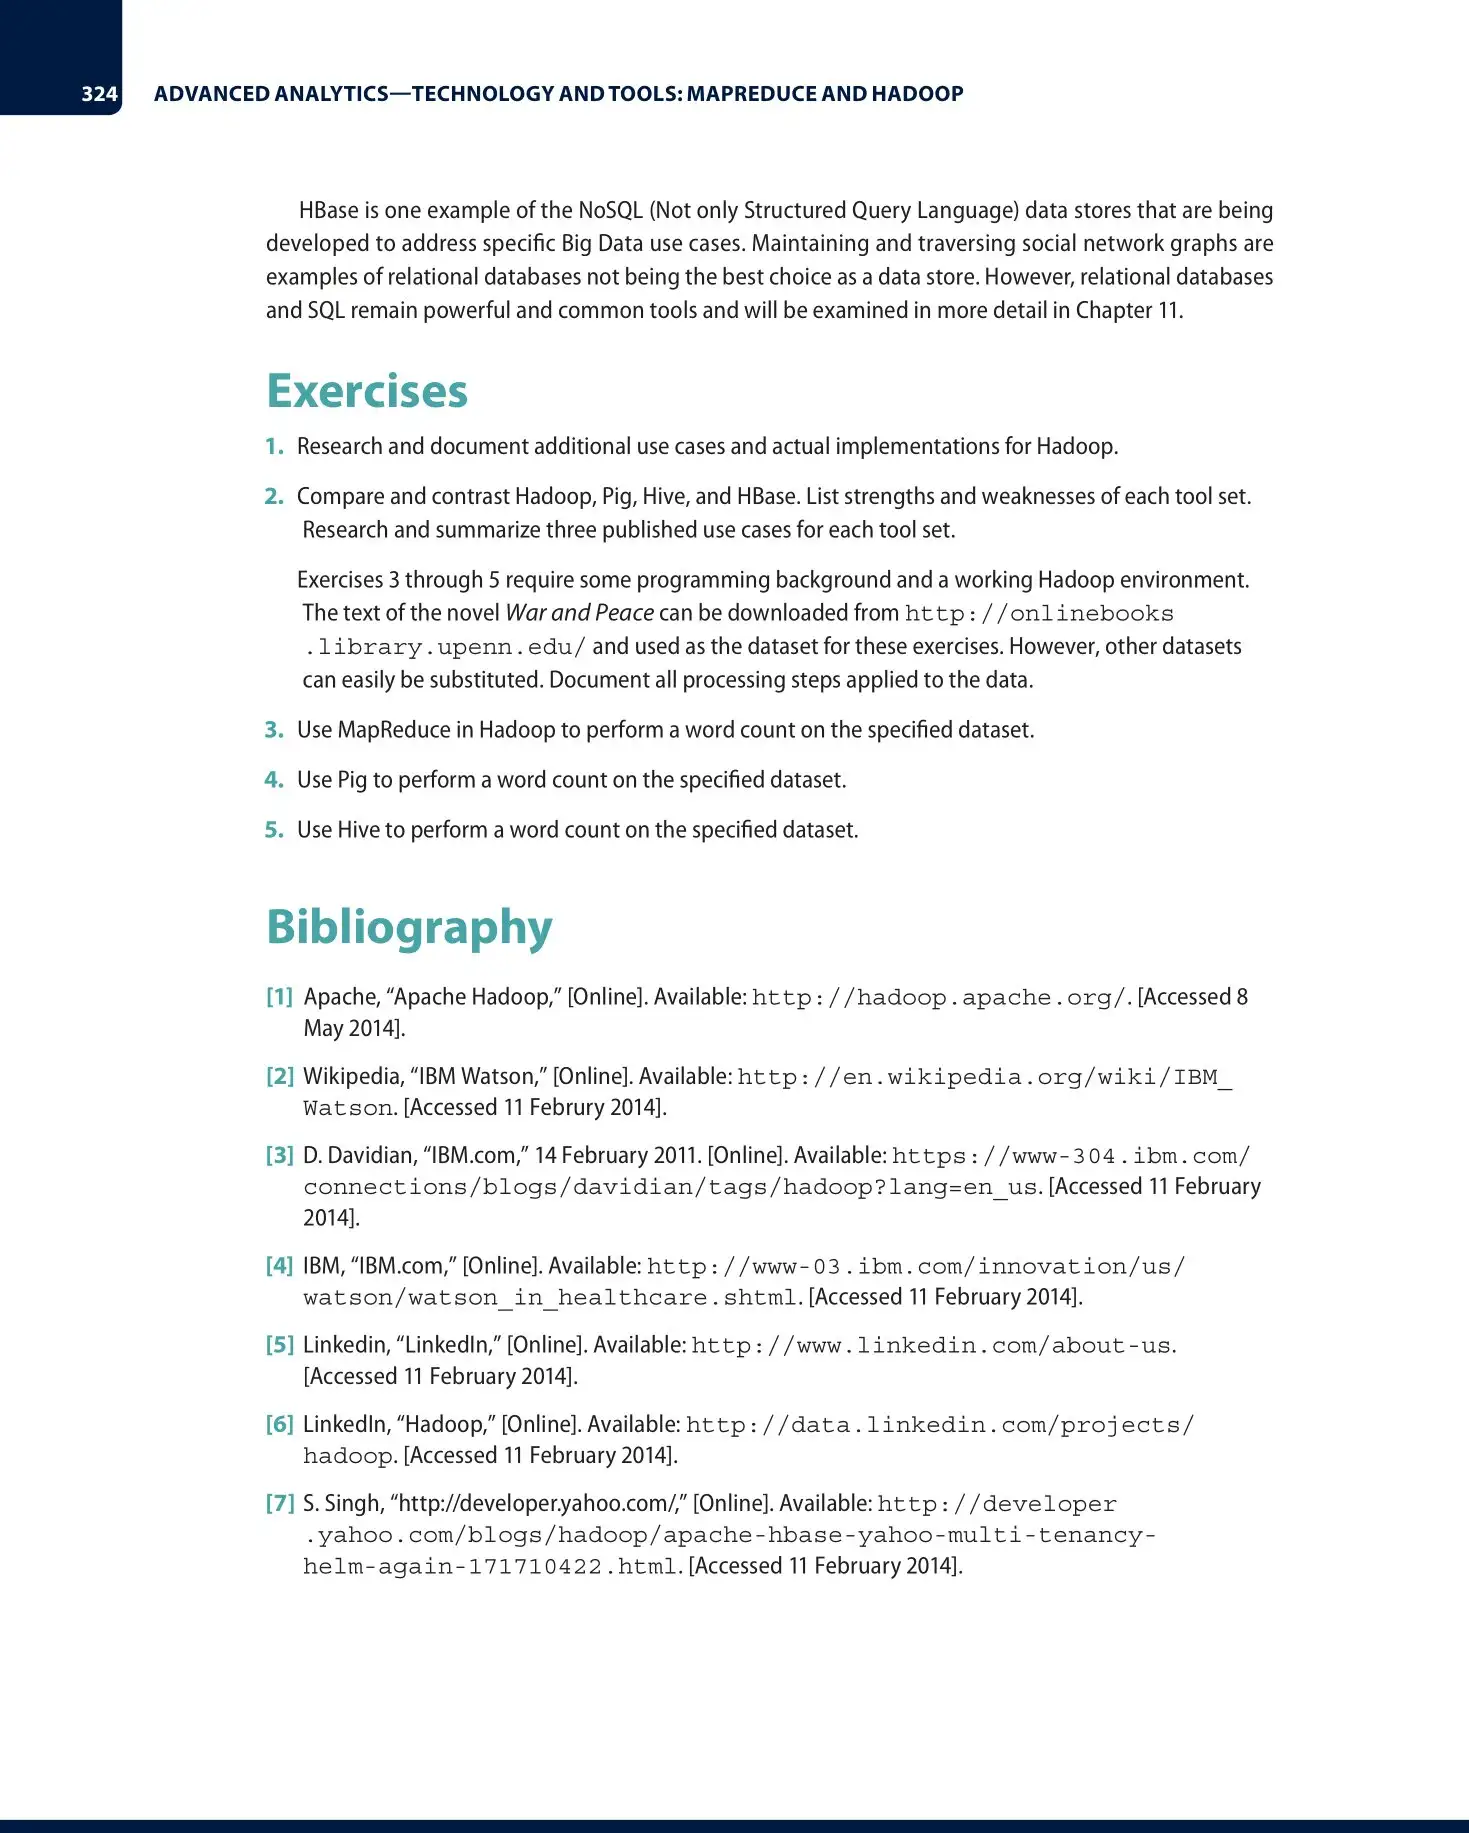 324 ADVANCED ANALYTICS—TECHNOLOGY AND TOOLS: MAPREDUCE AND HADOOP
HBase is one example of the NoSQL (Not only Structured Query Language) data stores that are being
developed to address specific Big Data use cases. Maintaining and traversing social network graphs are
examples of relational databases not being the best choice as a data store. However, relational databases
and SQL remain powerful and common tools and will be examined in more detail in Chapter 11.
Exercises
1. Research and document additional use cases and actual implementations for Hadoop.
2. Compare and contrast Hadoop, Pig, Hive, and HBase. List strengths and weaknesses of each tool set.
Research and summarize three published use cases for each tool set.
Exercises 3 through 5 require some programming background and a working Hadoop environment.
The text of the novel War and Peace can be downloaded from http://onlinebooks
.library.upenn.edu/ and used as the dataset for these exercises. However, other datasets
can easily be substituted. Document all processing steps applied to the data.
3. Use MapReduce in Hadoop to perform a word count on the specified dataset.
4. Use Pig to perform a word count on the specified dataset.
5. Use Hive to perform a word count on the specified dataset.
Bibliography
[1] Apache, “Apache Hadoop,” [Online]. Available: http://hadoop.apache.org/. [Accessed 8
May 2014].
[2] Wikipedia, “IBM Watson,” [Online]. Available: http://en.wikipedia.org/wiki/IBM_
Watson. [Accessed 11 Februry 2014].
[3] D. Davidian, “IBM.com,” 14 February 2011. [Online]. Available: https://www-304.ibm.com/
connections/blogs/davidian/tags/hadoop?lang=en_us. [Accessed 11 February
2014].
[4] IBM, “IBM.com,” [Online]. Available: http://www-03.ibm.com/innovation/us/
watson/watson_in_healthcare.shtml. [Accessed 11 February 2014].
[5] Linkedin, “LinkedIn,” [Online]. Available: http://www.linkedin.com/about-us.
[Accessed 11 February 2014].
[6] LinkedIn, “Hadoop,” [Online]. Available: http://data.linkedin.com/projects/
hadoop. [Accessed 11 February 2014].
[7] S. Singh, “http://developer.yahoo.com/,” [Online]. Available: http://developer
.yahoo.com/blogs/hadoop/apache-hbase-yahoo-multi-tenancy-
helm-again-171710422.html. [Accessed 11 February 2014].